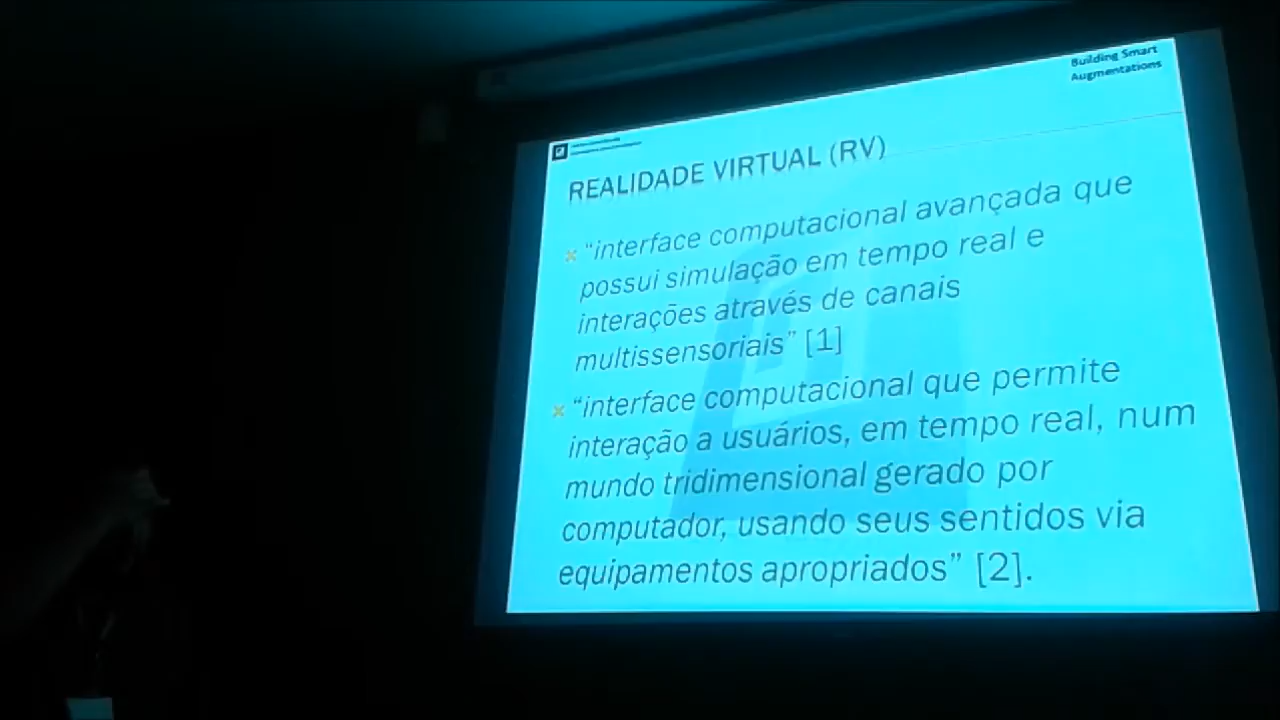 Building Smart
Augmentations
REALIDADE VIRTUAL (RV)
“interface computacional avançada que
possui simulação em tempo real e
interações através de canais
multissensoriais” [1]
“interface computacional que permite
interação a usuários, em tempo real, num
mundo tridimensional gerado por
computador, usando seus sentidos via
equipamentos apropriados” [2].